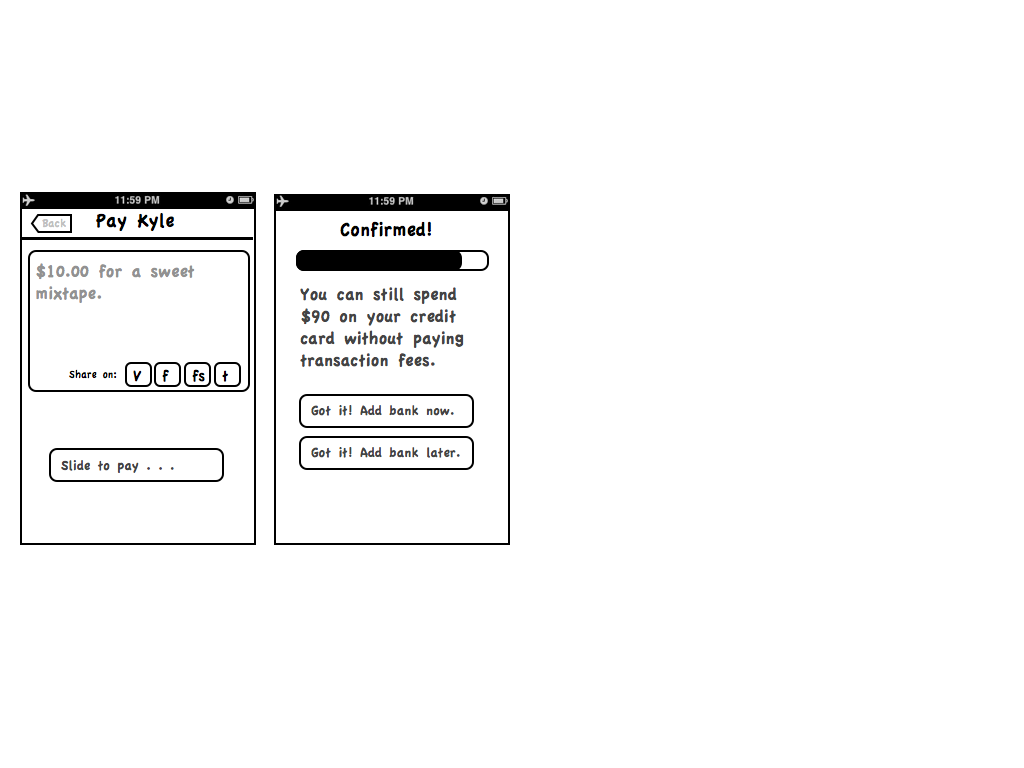 11:59 PM
Back
Pay Kyle
$10.00 for a sweet
mixtape.
Share on: V f fs t
Slide to pay . . .
11:59 PM
Confirmed!
You can still spend
$90 on your credit
card without paying
transaction fees.
Got it! Add bank now.
Got it! Add bank later.